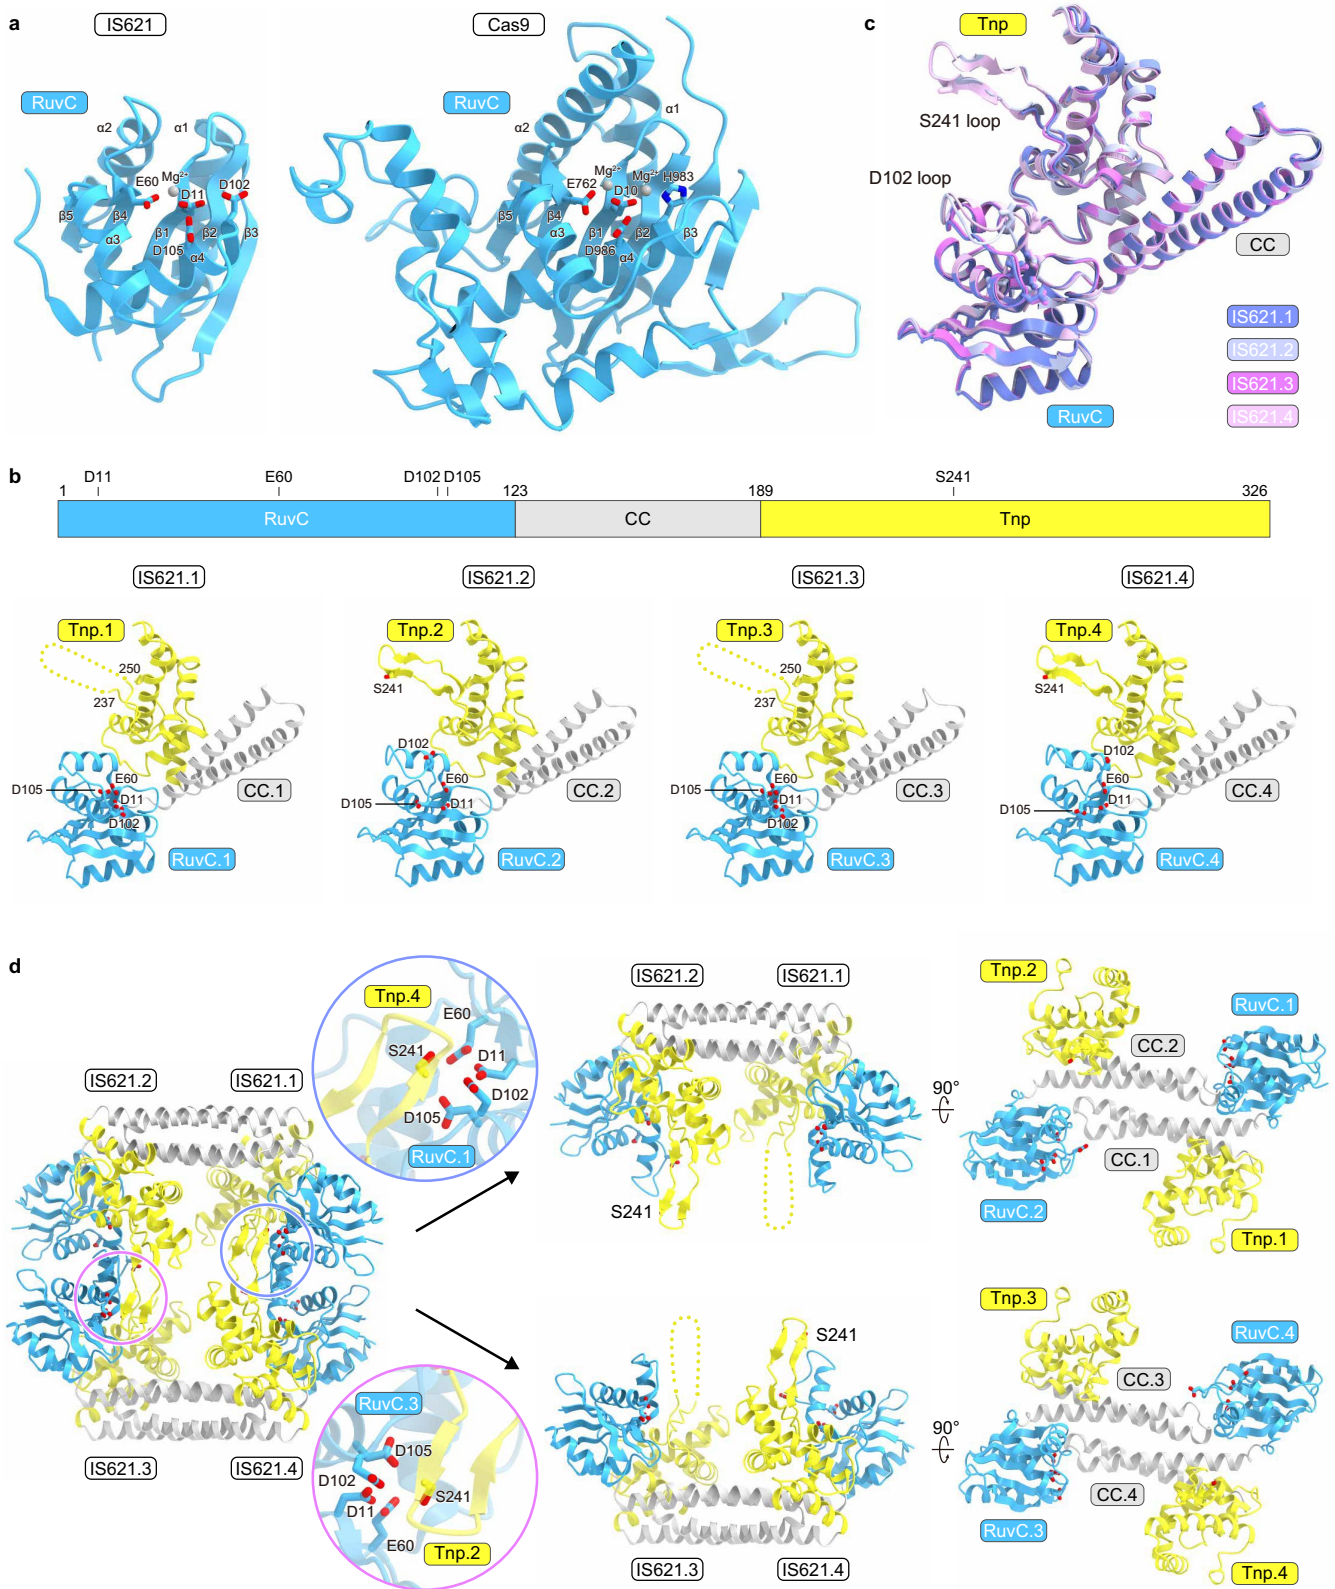 a
IS621
Cas9
c
Tnp
RuvC
α2
α1
E60
Mg2+
D11
D102
β5
β4
α3
β1
D105
β2
α4
β3
RuvC
α1
α2
Mg2+
Mg2+
H983
E762
D10
β5
β4
α3
β1
D986
β2
α4
β3
S241 loop
D102 loop
CC
IS621.1
IS621.2
IS621.3
IS621.4
RuvC
b
D11
E60
D102 D105
S241
1
123
189
326
RuvC
CC
Tnp
IS621.1
IS621.2
IS621.3
IS621.4
Tnp.1
250
237
E60
D105
D11
D102
CC.1
RuvC.1
Tnp.2
S241
D102
E60
D105
D11
CC.2
RuvC.2
Tnp.3
250
237
E60
D105
D11
D102
CC.3
RuvC.3
Tnp.4
S241
D102
E60
D11
D105
CC.4
RuvC.4
d
IS621.2
IS621.1
IS621.3
IS621.4
Tnp.4
E60
S241
D11
D102
D105
RuvC.1
RuvC.3
D105
D102
D11
S241
E60
Tnp.2
IS621.2
IS621.1
S241
90°
Tnp.2
RuvC.1
CC.2
CC.1
RuvC.2
Tnp.1
S241
IS621.3
IS621.4
90°
Tnp.3
RuvC.4
CC.3
CC.4
RuvC.3
Tnp.4